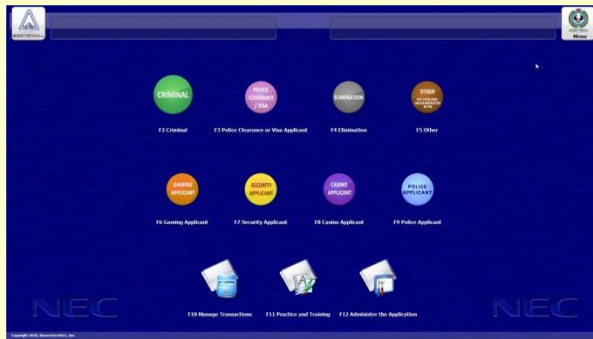 Menus
CRIMINAL
POLICE
CLEARANCE
/ VISA
ELIMINATION
OTHER
F2 Criminal
F3 Police Clearance or Visa Applicant
F4 Elimination
F5 Other
GAMING
APPLICANT
SECURITY
APPLICANT
CASINO
APPLICANT
POLICE
APPLICANT
F6 Gaming Applicant
F7 Security Applicant
F8 Casino Applicant
F9 Police Applicant
NEC
NEC
F10 Manage Transactions
F11 Practice and Training
F12 Administer the Application